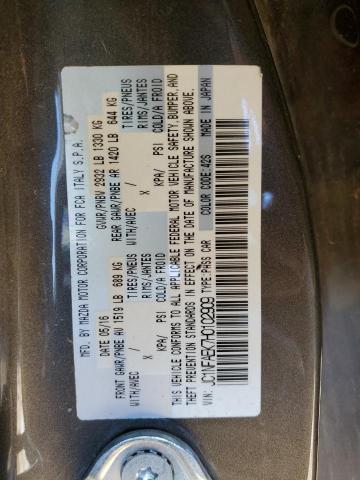 MFD. BY MAZDA MOTOR CORPORATION FOR FCA ITALY S.P.A.
DATE 05/16 GVWR/PNBV 2932 LB 1330 KG
FRONT GAWR/PNBE AV 1519 LB 689 KG REAR GAWR/PNBE AR 1420 LB 644 KG
WITH/AVEC TIRES/PNEUS WITH/AVEC TIRES/PNEUS
X RIMS/JANTES X RIMS/JANTES
KPA/ PSI COLD/A FROID KPA/ PSI COLD/A FROID
THIS VEHICLE CONFORMS TO ALL APPLICABLE FEDERAL MOTOR VEHICLE SAFETY, BUMPER, AND
THEFT PREVENTION STANDARDS IN EFFECT ON THE DATE OF MANUFACTURE SHOWN ABOVE.
TYPE: PASS CAR COLOR CODE: 42S MADE IN JAPAN
VIN: JC1NFAEK7H0102909